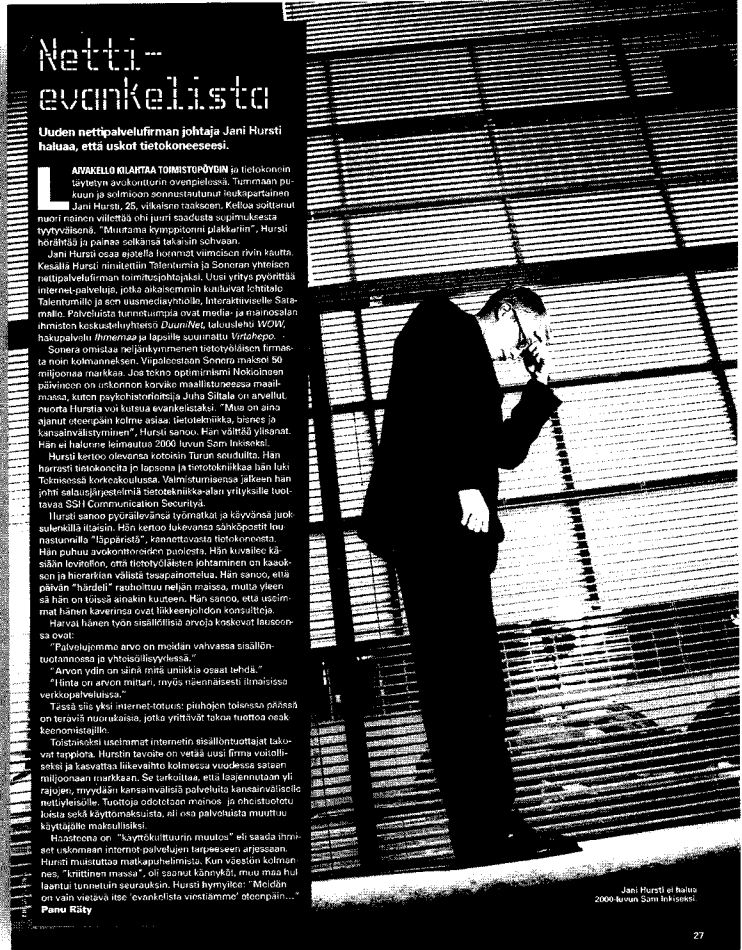 Netti-
evankelista
Uuden nettipalvelufirman johtaja Jani Hursti
haluaa, että uskot tietokoneeseesi.
LAIVAKELLO KILAHTAA TOIMISTOPÖYDIN ja tietokonein
täytetyn avokonttorin ovenpielessä. Tummaan pu-
kuun ja solmioon sonnustautunut leukapartainen
Jani Hursti, 25, vilkaisee taakseen. Kelloa soittanut
nuori nainen viilettää ohi juuri saadusta sopimuksesta
tyytyväisenä. "Muutama kymppitonni plakkariin", Hursti
hörähtää ja painaa selkänsä takaisin sohvaan.
Jani Hursti osaa ajatella hommat viimeisen rivin kautta.
Kesällä Hursti nimitettiin Talentumin ja Soneran yhteisen
nettipalvelufirman toimitusjohtajaksi. Uusi yritys pyörittää
internet-palveluja, jotka aikaisemmin kuuluivat lehtitalo
Talentumille ja sen uusmediayhtiölle, Interaktiiviselle Sata-
malle. Palveluista tunnetuimpia ovat media- ja mainosalan
ihmisten keskusteluyhteisö DuuniNet, talouslehti WOW,
hakupalvelu Ihmemaa ja lapsille suunnattu Virtahepo.
Sonera omistaa neljänkymmenen tietotyöläisen firmas-
ta noin kolmanneksen. Viipaleestaan Sonera maksoi 50
miljoonaa markkaa. Jos tekno-optimismi Nokioineen
päivineen on uskonnon korvike maallistuneessa maail-
massa, kuten psykohistorioitsija Juha Siltala on arvellut,
nuorta Hurstia voi kutsua evankelistaksi. "Mua on aina
ajanut eteenpäin kolme asiaa: tietotekniikka, bisnes ja
kansainvälistyminen", Hursti sanoo. Hän välttää ylisanat.
Hän ei halunne leimautua 2000-luvun Sam Inkiseksi.
Hursti kertoo olevansa kotoisin Turun seuduilta. Hän
harrasti tietokoneita jo lapsena ja tietotekniikkaa hän luki
Teknisessä korkeakoulussa. Valmistumisensa jälkeen hän
johti salausjärjestelmiä tietotekniikka-alan yrityksille tuot-
tavaa SSH Communication Securityä.
Hursti sanoo pyöräilevänsä työmatkat ja käyvänsä juok-
sulenkillä iltaisin. Hän kertoo lukevansa sähköpostit lou-
nastunnilla "läppäristä", kannettavasta tietokoneesta.
Hän puhuu avokonttoreiden puolesta. Hän kuvailee kä-
siään levitellen, että tietotyöläisten johtaminen on kaaok-
sen ja hierarkian välistä tasapainottelua. Hän sanoo, että
päivän "härdeli" rauhoittuu neljän maissa, mutta yleen-
sä hän on töissä ainakin kuuteen. Hän sanoo, että useim-
mat hänen kaverinsa ovat liikkeenjohdon konsultteja.
Harvat hänen työn sisällöllisiä arvoja koskevat lauseen-
sa ovat:
"Palvelujemme arvo on meidän vahvassa sisällön-
tuotannossa ja yhteisöllisyydessä."
"Arvon ydin on siinä mitä uniikkia osaat tehdä."
"Hinta on arvon mittari, myös näennäisesti ilmaisissa
verkkopalveluissa."
Tässä siis yksi internet-totuus: piuhojen toisessa päässä
on teräviä nuorukaisia, jotka yrittävät takoa tuottoa osak-
keenomistajille.
Toistaiseksi useimmat internetin sisällöntuottajat tako-
vat tappiota. Hurstin tavoite on vetää uusi firma voitolli-
seksi ja kasvattaa liikevaihto kolmessa vuodessa sataan
miljoonaan markkaan. Se tarkoittaa, että laajennutaan yli
rajojen, myydään kansainvälisiä palveluita kansainväliselle
nettiyleisölle. Tuottoja odotetaan mainos- ja oheistuotetu-
loista sekä käyttömaksuista, eli osa palveluista muuttuu
käyttäjälle maksullisiksi.
Haasteena on "käyttökulttuurin muutos" eli saada ihmi-
set uskomaan internet-palvelujen tarpeeseen arjessaan.
Hursti muistuttaa matkapuhelimista. Kun väestön kolman-
nes, "kriittinen massa", oli saanut kännykät, muu maa hul-
laantui tunnetuin seurauksin. Hursti hymyilee: "Meidän
on vain vietävä itse 'evankelista viestiämme' eteenpäin..."
Panu Räty
Jani Hursti ei halua
2000-luvun Sam Inkiseksi.
27